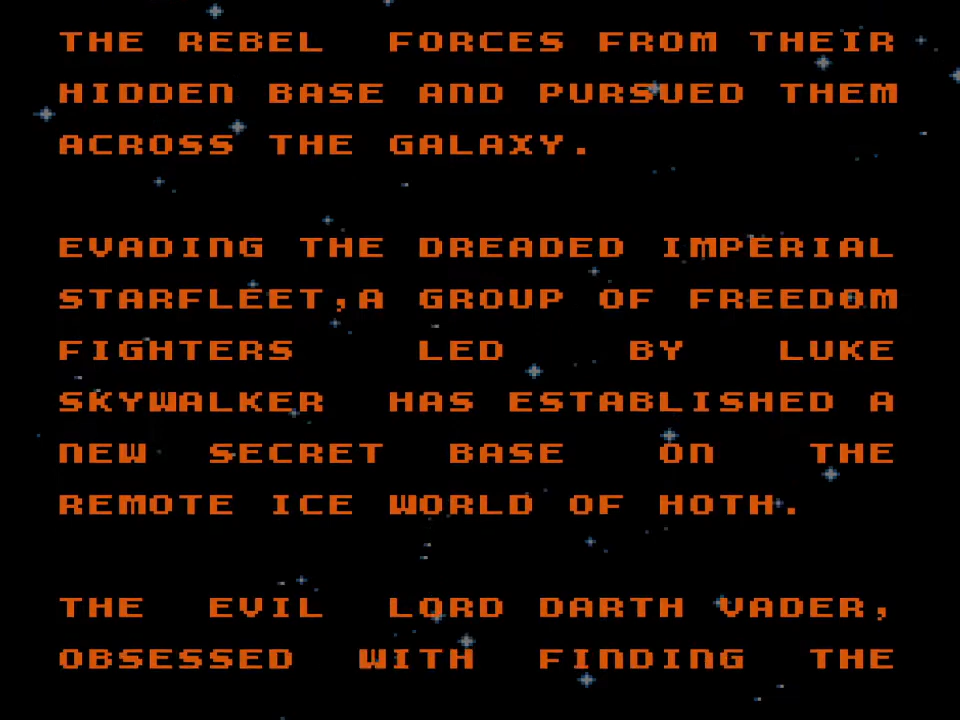 THE REBEL FORCES FROM THEIR
HIDDEN BASE AND PURSUED THEM
ACROSS THE GALAXY.
EVADING THE DREADED IMPERIAL
STARFLEET,A GROUP OF FREEDOM
FIGHTERS LED BY LUKE
SKYWALKER HAS ESTABLISHED A
NEW SECRET BASE ON THE
REMOTE ICE WORLD OF HOTH.
THE EVIL LORD DARTH VADER,
OBSESSED WITH FINDING THE